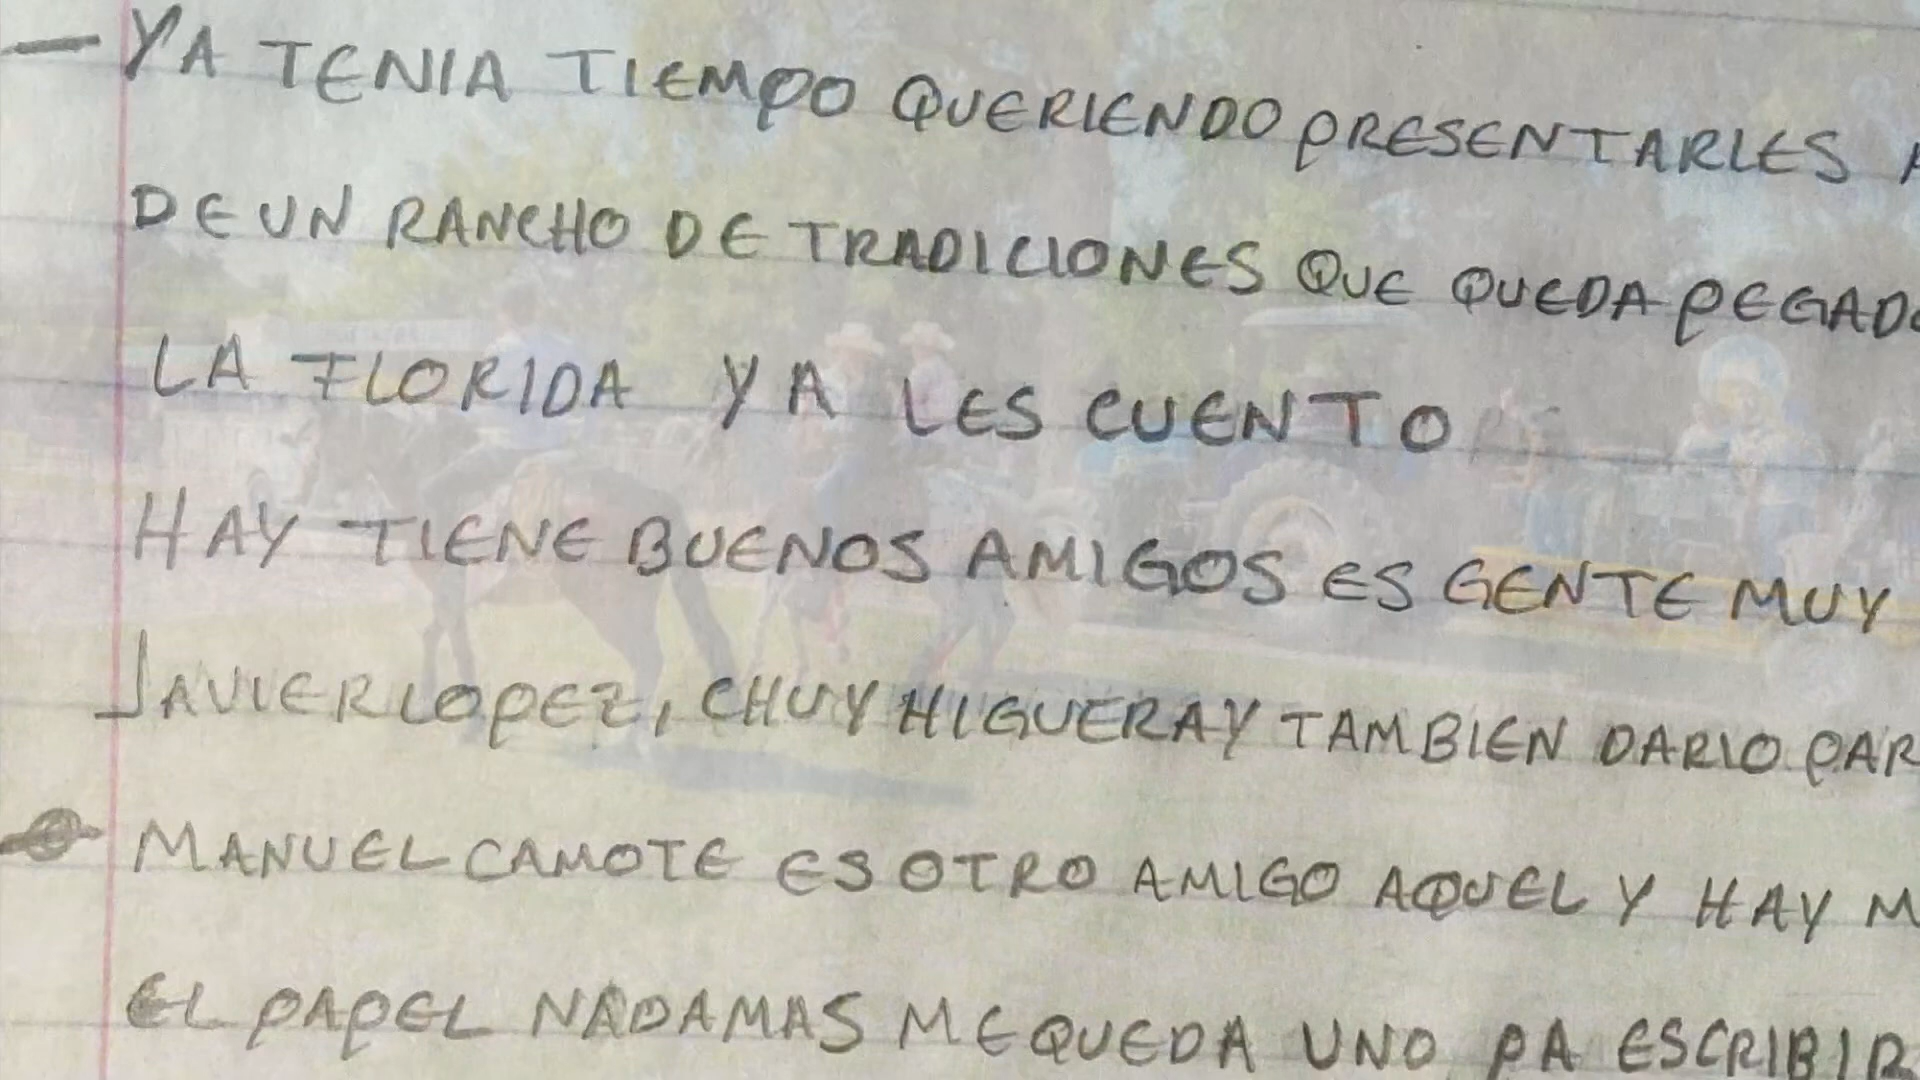 — YA TENIA TIEMPO QUERIENDO PRESENTARLES
DE UN RANCHO DE TRADICIONES QUE QUEDA PEGADO
LA FLORIDA YA LES CUENTO
HAY TIENE BUENOS AMIGOS ES GENTE MUY
JAVIER LOPEZ, CHUY HIGUERA Y TAMBIEN DARIO PAR
MANUEL CAMOTE ES OTRO AMIGO AQUEL Y HAY M
EL PAPEL NADAMAS ME QUEDA UNO PA ESCRIBIR